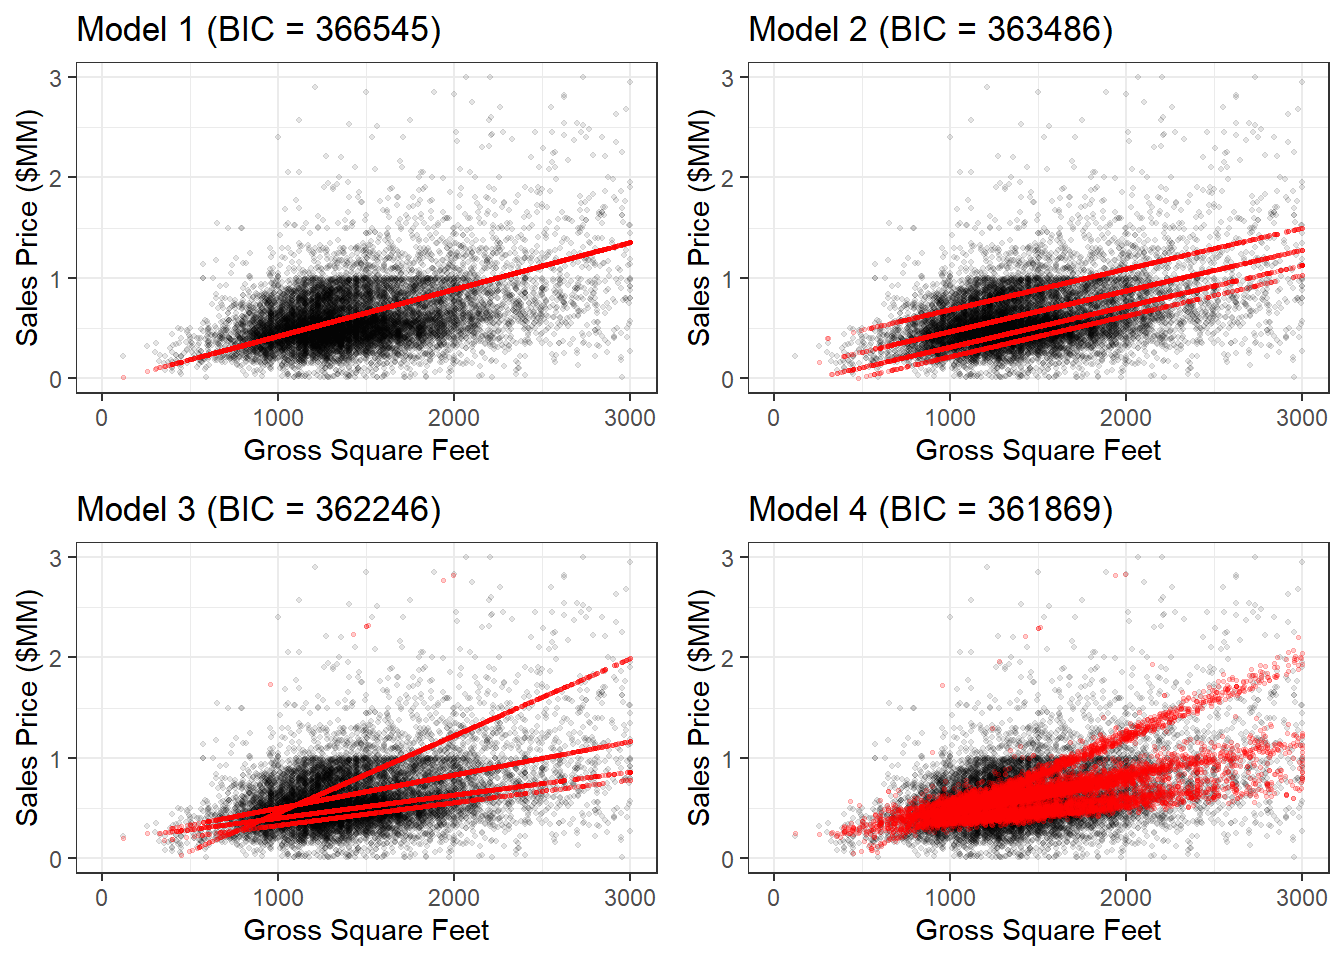 Model 1 (BIC = 366545)
3
2
1
0
Sales Price ($MM)
0 1000 2000 3000
Gross Square Feet
Model 2 (BIC = 363486)
3
2
1
0
Sales Price ($MM)
0 1000 2000 3000
Gross Square Feet
Model 3 (BIC = 362246)
3
2
1
0
Sales Price ($MM)
0 1000 2000 3000
Gross Square Feet
Model 4 (BIC = 361869)
3
2
1
0
Sales Price ($MM)
0 1000 2000 3000
Gross Square Feet